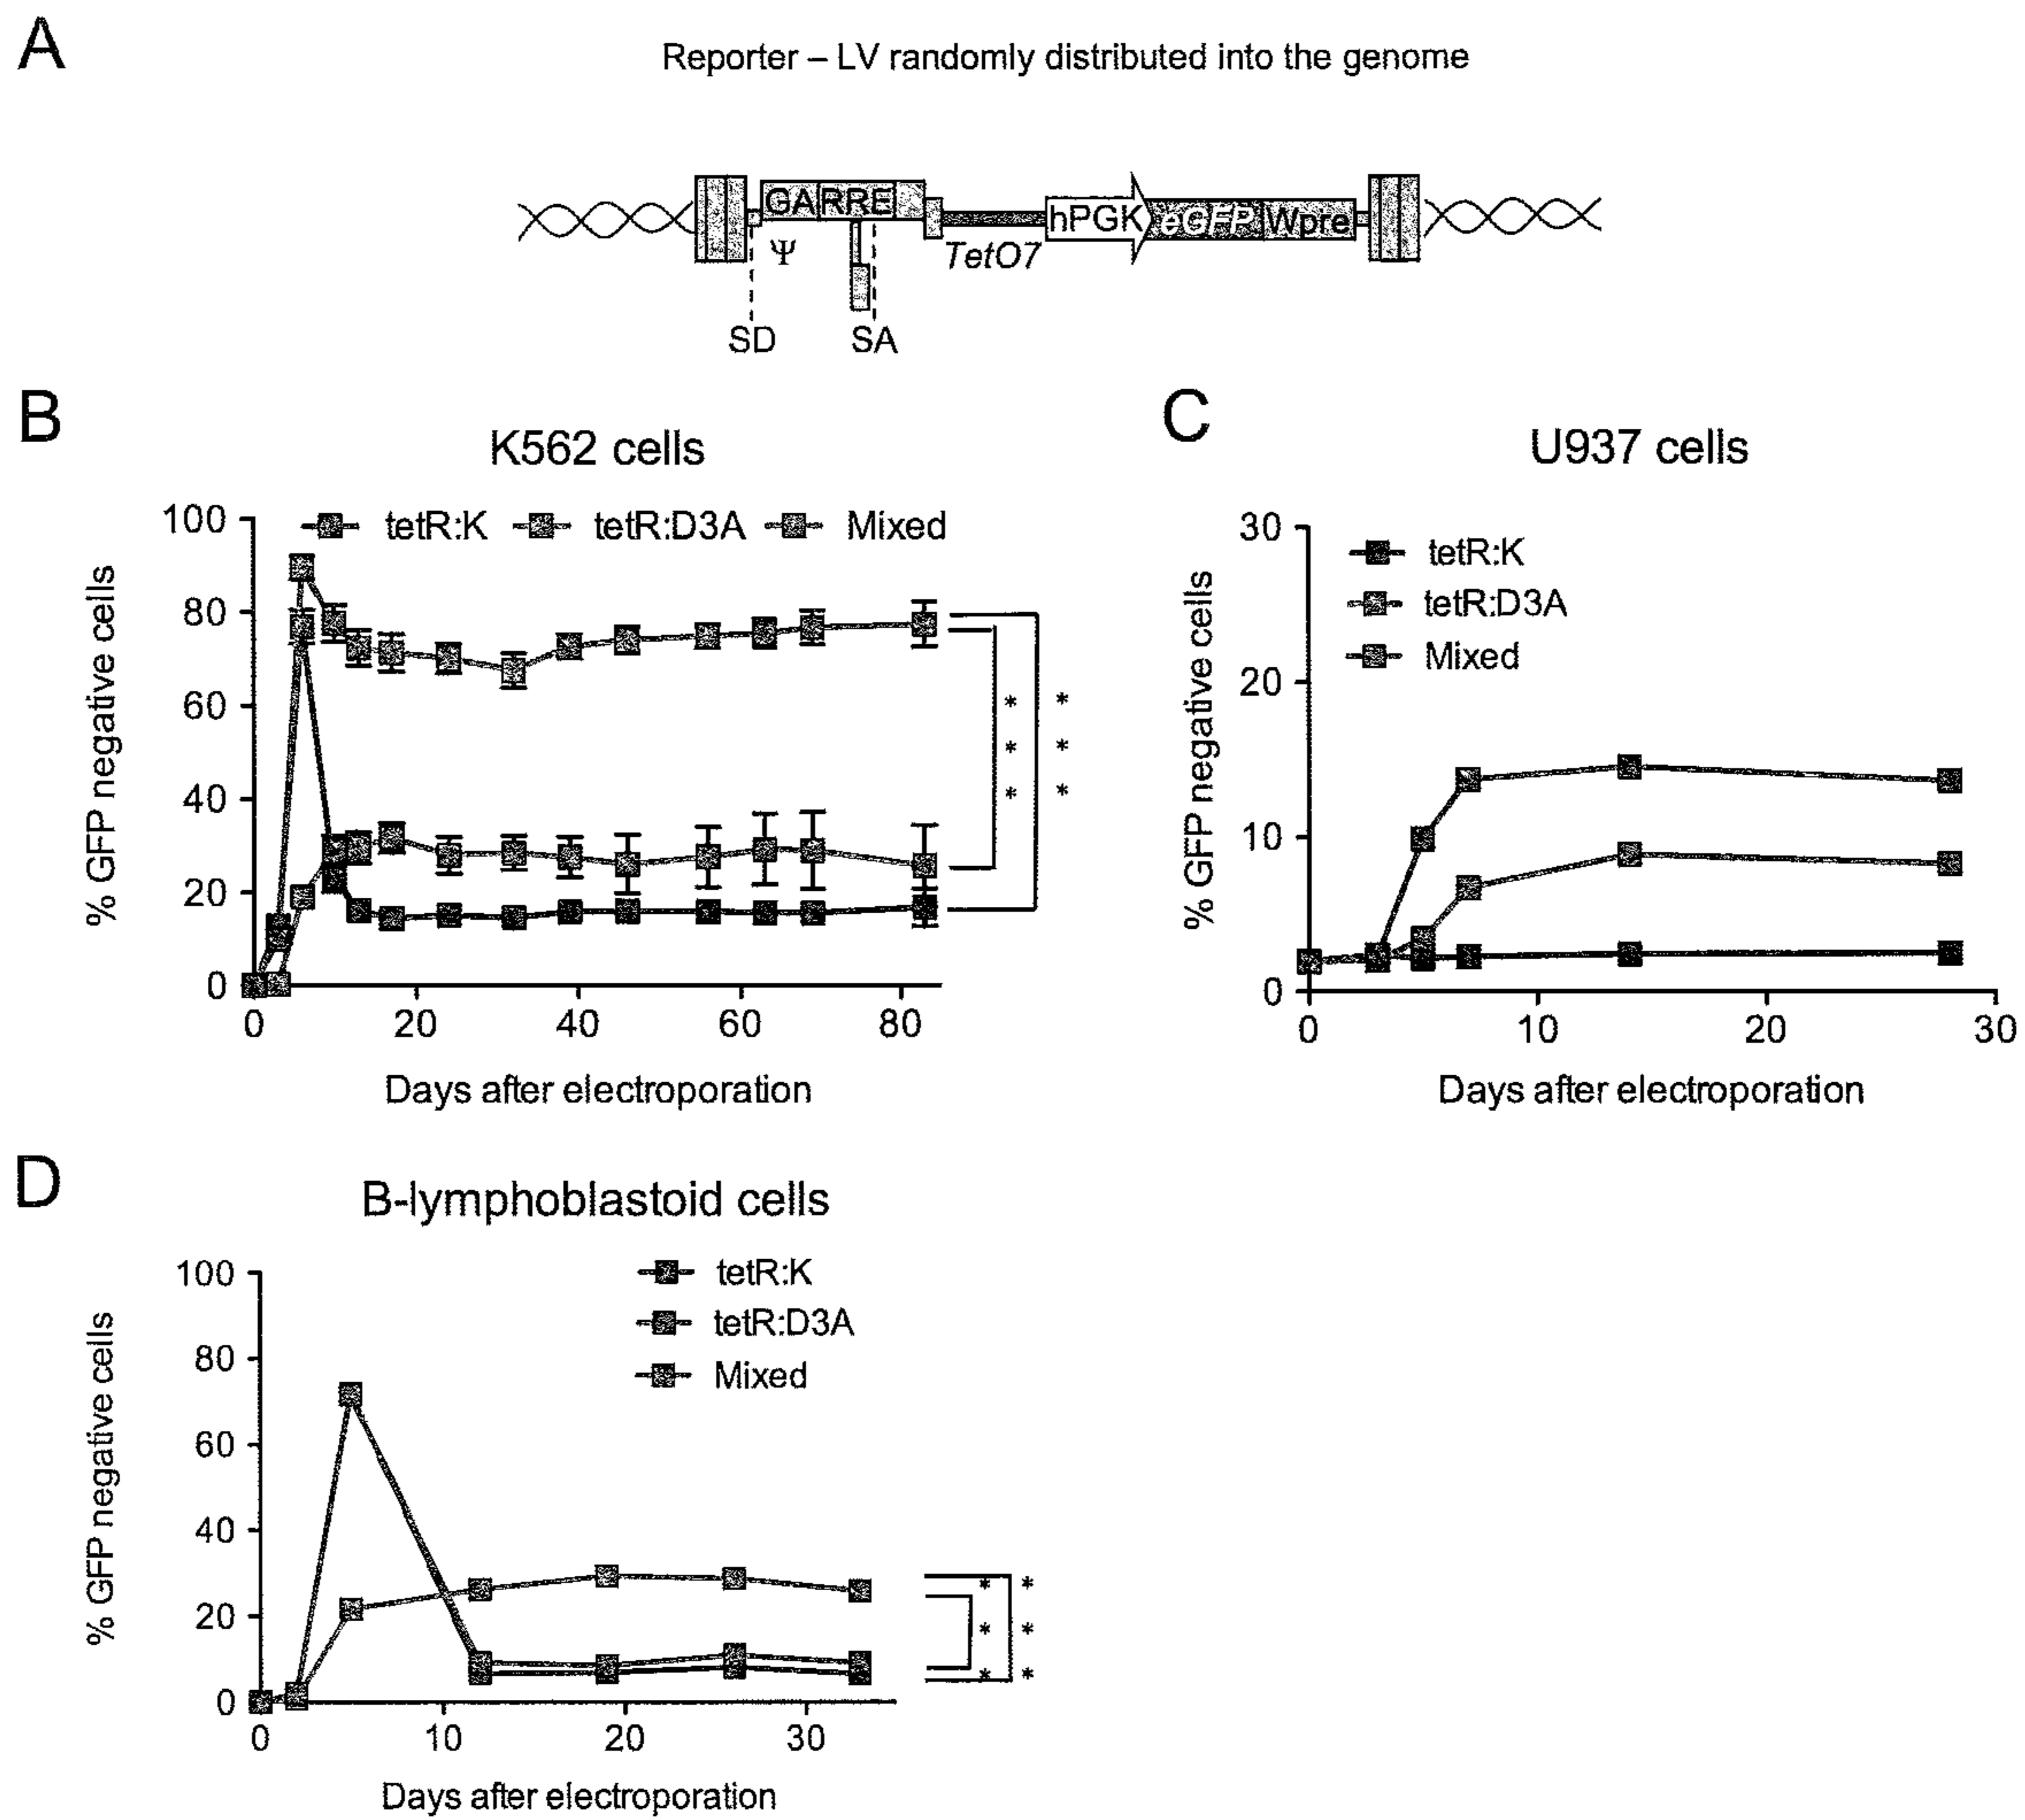 A
Reporter – LV randomly distributed into the genome
GA RRE
hPGK eGFP Wpre
Ψ
TetO7
SD SA
B
K562 cells
tetR:K tetR:D3A Mixed
% GFP negative cells
100
80
60
40
20
0
* *
* *
* *
0 20 40 60 80
Days after electroporation
C
U937 cells
tetR:K
tetR:D3A
Mixed
% GFP negative cells
30
20
10
0
0 10 20 30
Days after electroporation
D
B-lymphoblastoid cells
tetR:K
tetR:D3A
Mixed
% GFP negative cells
100
80
60
40
20
0
* *
* *
* *
0 10 20 30
Days after electroporation